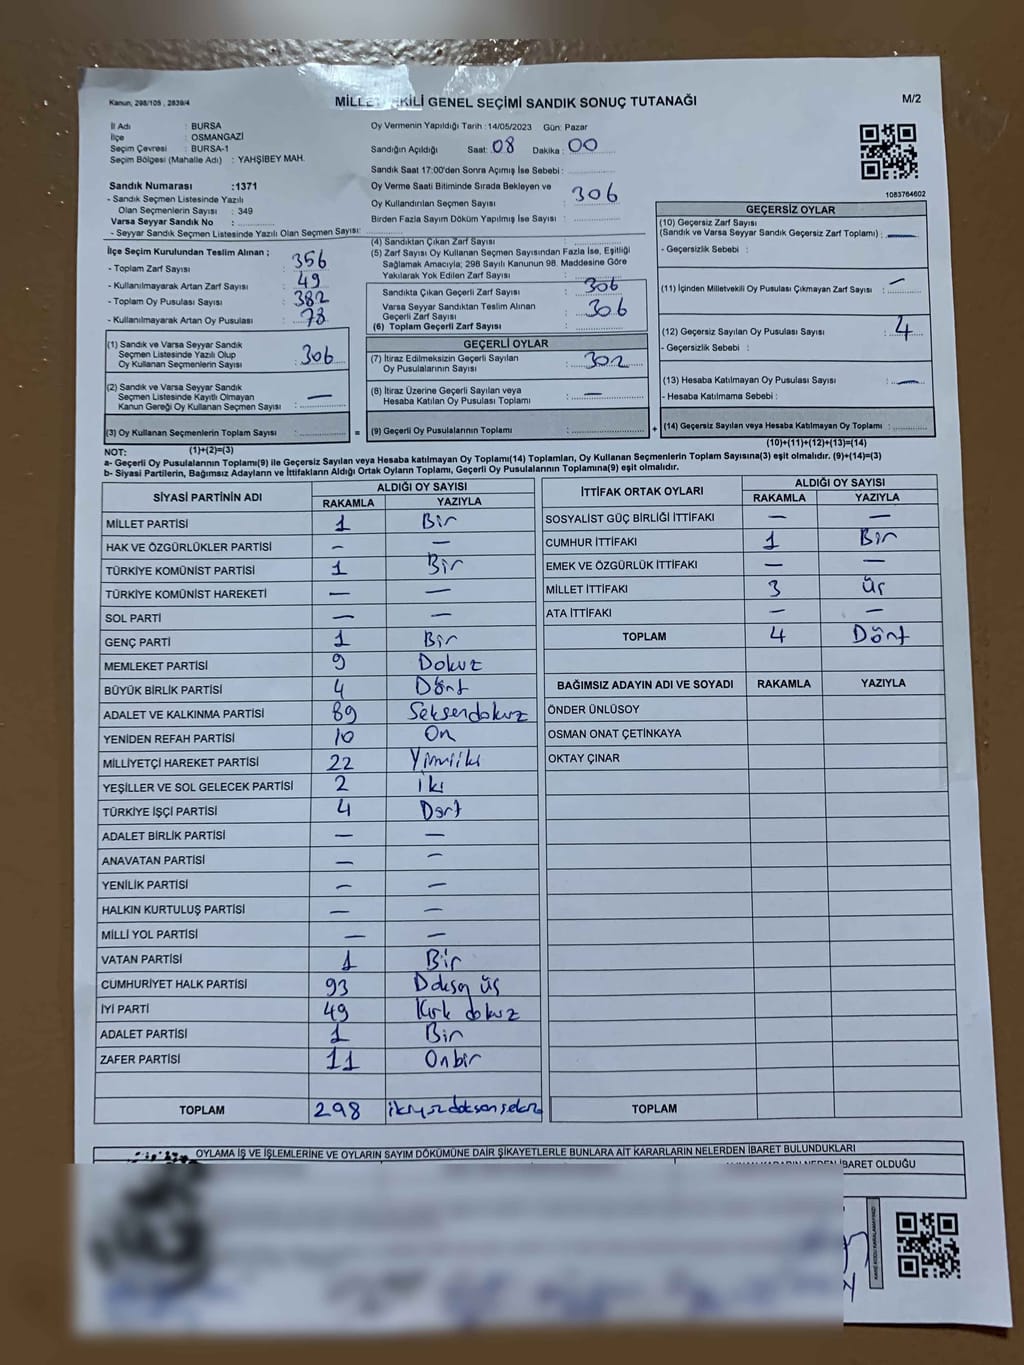 Kanun, 298/105 , 2839/4
MİLLET EKİLİ GENEL SEÇİMİ SANDIK SONUÇ TUTANAĞI
M/2
İl Adı : BURSA
İlçe : OSMANGAZİ
Seçim Çevresi : BURSA-1
Seçim Bölgesi (Mahalle Adı) : YAHŞİBEY MAH.
Sandık Numarası :1371
- Sandık Seçmen Listesinde Yazılı
Olan Seçmenlerin Sayısı : 349
Varsa Seyyar Sandık No :
- Seyyar Sandık Seçmen Listesinde Yazılı Olan Seçmen Sayısı:
Oy Vermenin Yapıldığı Tarih :14/05/2023 Gün: Pazar
Sandığın Açıldığı Saat: 08 Dakika: 00
Sandık Saat 17:00'den Sonra Açımış İse Sebebi :
Oy Verme Saati Bitiminde Sırada Bekleyen ve
Oy Kullandırılan Seçmen Sayısı : 306
Birden Fazla Sayım Döküm Yapılmış İse Sayısı :
1083764602
İlçe Seçim Kurulundan Teslim Alınan ;
- Toplam Zarf Sayısı : 356
- Kullanılmayarak Artan Zarf Sayısı : 49
- Toplam Oy Pusulası Sayısı : 382
- Kullanılmayarak Artan Oy Pusulası : 78
(4) Sandıktan Çıkan Zarf Sayısı :
(5) Zarf Sayısı Oy Kullanan Seçmen Sayısından Fazla İse, Eşitliği
Sağlamak Amacıyla; 298 Sayılı Kanunun 98. Maddesine Göre
Yakılarak Yok Edilen Zarf Sayısı :
Sandıkta Çıkan Geçerli Zarf Sayısı : 306
Varsa Seyyar Sandıktan Teslim Alınan
Geçerli Zarf Sayısı : 306
(6) Toplam Geçerli Zarf Sayısı :
GEÇERSİZ OYLAR
(10) Geçersiz Zarf Sayısı
(Sandık ve Varsa Seyyar Sandık Geçersiz Zarf Toplamı) : —
- Geçersizlik Sebebi :
(11) İçinden Milletvekili Oy Pusulası Çıkmayan Zarf Sayısı : —
(12) Geçersiz Sayılan Oy Pusulası Sayısı : 4
- Geçersizlik Sebebi :
(13) Hesaba Katılmayan Oy Pusulası Sayısı : —
- Hesaba Katılmama Sebebi :
(14) Geçersiz Sayılan veya Hesaba Katılmayan Oy Toplamı :
(10)+(11)+(12)+(13)=(14)
(1) Sandık ve Varsa Seyyar Sandık
Seçmen Listesinde Yazılı Olup
Oy Kullanan Seçmenlerin Sayısı : 306
(2) Sandık ve Varsa Seyyar Sandık
Seçmen Listesinde Kayıtlı Olmayan
Kanun Gereği Oy Kullanan Seçmen Sayısı : —
(3) Oy Kullanan Seçmenlerin Toplam Sayısı :
(1)+(2)=(3)
=
GEÇERLİ OYLAR
(7) İtiraz Edilmeksizin Geçerli Sayılan
Oy Pusulalarının Sayısı : 302
(8) İtiraz Üzerine Geçerli Sayılan veya
Hesaba Katılan Oy Pusulası Toplamı : —
(9) Geçerli Oy Pusulalarının Toplamı :
+
NOT:
a- Geçerli Oy Pusulalarının Toplamı(9) ile Geçersiz Sayılan veya Hesaba Katılmayan Oy Toplamı(14) Toplamları, Oy Kullanan Seçmenlerin Toplam Sayısına(3) eşit olmalıdır. (9)+(14)=(3)
b- Siyasi Partilerin, Bağımsız Adayların ve İttifakların Aldığı Ortak Oyların Toplamı, Geçerli Oy Pusulalarının Toplamına(9) eşit olmalıdır.
SİYASİ PARTİNİN ADI ALDIĞI OY SAYISI
RAKAMLA YAZIYLA
MİLLET PARTİSİ 1 Bir
HAK VE ÖZGÜRLÜKLER PARTİSİ — —
TÜRKİYE KOMÜNİST PARTİSİ 1 Bir
TÜRKİYE KOMÜNİST HAREKETİ — —
SOL PARTİ — —
GENÇ PARTİ 1 Bir
MEMLEKET PARTİSİ 9 Dokuz
BÜYÜK BİRLİK PARTİSİ 4 Dört
ADALET VE KALKINMA PARTİSİ 89 Seksendokuz
YENİDEN REFAH PARTİSİ 10 On
MİLLİYETÇİ HAREKET PARTİSİ 22 Yirmiiki
YEŞİLLER VE SOL GELECEK PARTİSİ 2 iki
TÜRKİYE İŞÇİ PARTİSİ 4 Dört
ADALET BİRLİK PARTİSİ — —
ANAVATAN PARTİSİ — —
YENİLİK PARTİSİ — —
HALKIN KURTULUŞ PARTİSİ — —
MİLLİ YOL PARTİSİ — —
VATAN PARTİSİ 1 Bir
CUMHURİYET HALK PARTİSİ 93 Doksan üç
İYİ PARTİ 49 Kırk dokuz
ADALET PARTİSİ 1 Bir
ZAFER PARTİSİ 11 Onbir
TOPLAM 298 ikiyüzdoksansekiz
İTTİFAK ORTAK OYLARI ALDIĞI OY SAYISI
RAKAMLA YAZIYLA
SOSYALİST GÜÇ BİRLİĞİ İTTİFAKI — —
CUMHUR İTTİFAKI 1 Bir
EMEK VE ÖZGÜRLÜK İTTİFAKI — —
MİLLET İTTİFAKI 3 üç
ATA İTTİFAKI — —
TOPLAM 4 Dört
BAĞIMSIZ ADAYIN ADI VE SOYADI RAKAMLA YAZIYLA
ÖNDER ÜNLÜSOY
OSMAN ONAT ÇETİNKAYA
OKTAY ÇINAR
TOPLAM
OYLAMA İŞ VE İŞLEMLERİNE VE OYLARIN SAYIM DÖKÜMÜNE DAİR ŞİKAYETLERLE BUNLARA AİT KARARLARIN NELERDEN İBARET BULUNDUKLARI
İBARET OLDUĞU
KARE KODU KARALAMAYINIZ!